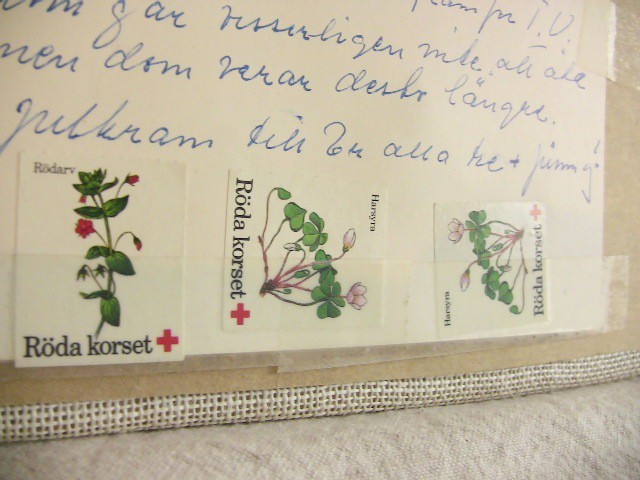 går visserligen inte att äta
men dom varar desto längre.
Julkram till Er alla tre +
Rödarv
Röda korset
Harsyra
Röda korset
Harsyra
Röda korset